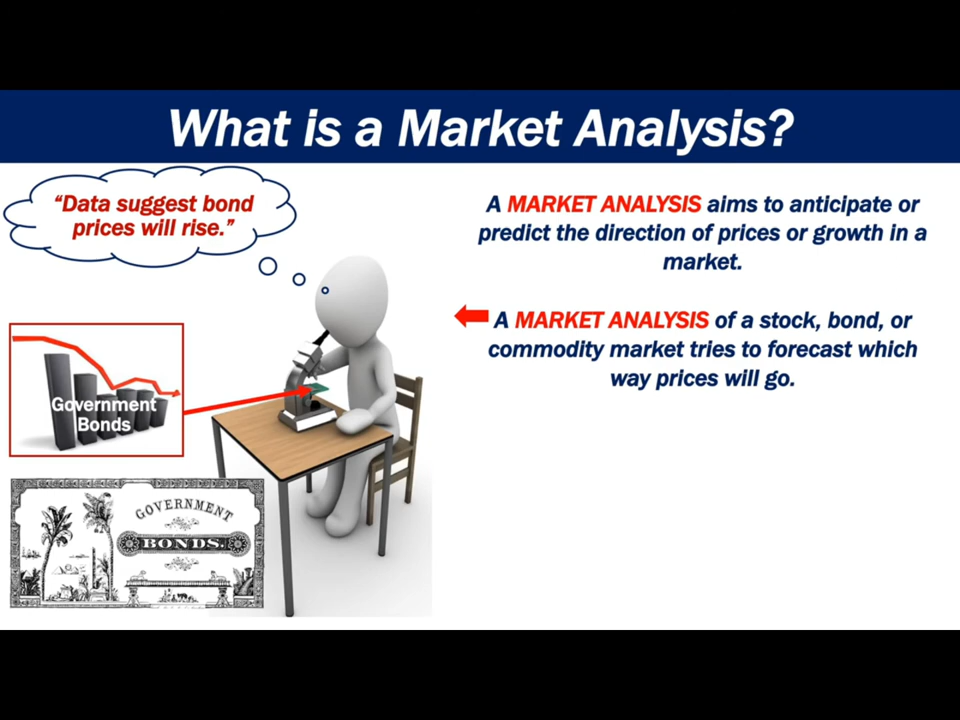 What is a Market Analysis?
“Data suggest bond
prices will rise.”
A MARKET ANALYSIS aims to anticipate or
predict the direction of prices or growth in a
market.
A MARKET ANALYSIS of a stock, bond, or
commodity market tries to forecast which
way prices will go.
Government
Bonds
GOVERNMENT
BONDS.